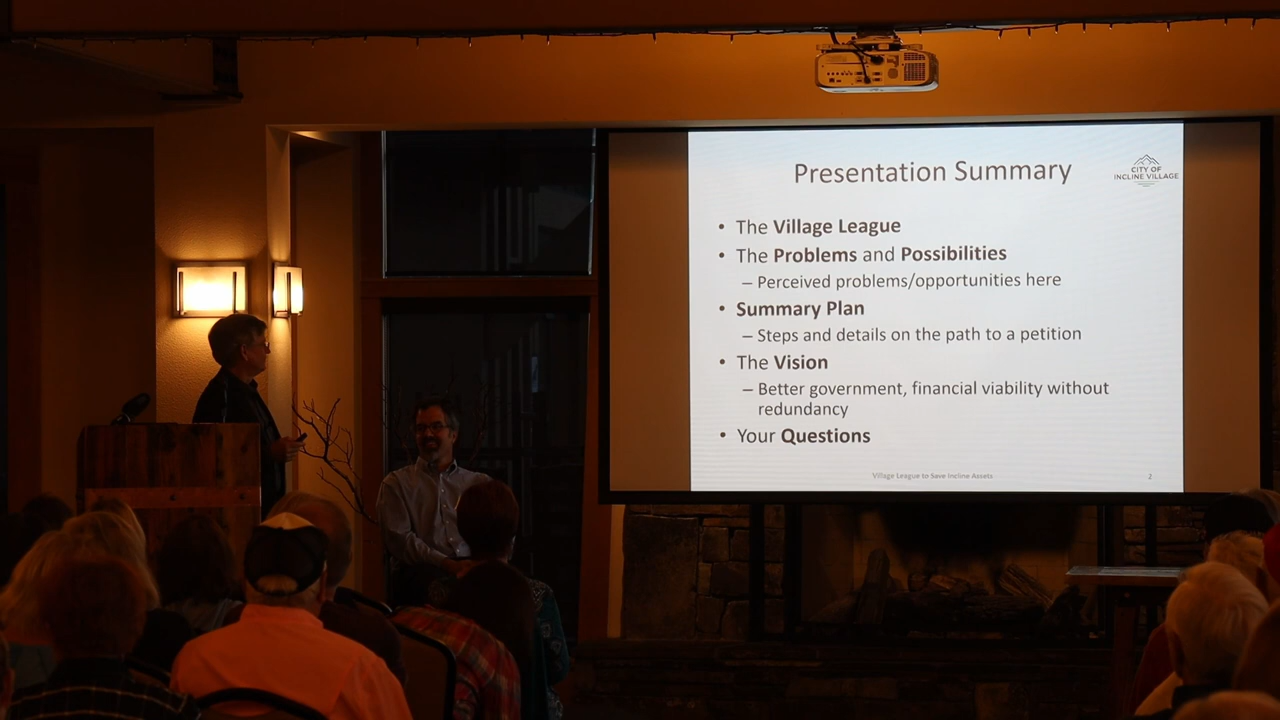 Presentation Summary
CITY OF
INCLINE VILLAGE
• The Village League
• The Problems and Possibilities
– Perceived problems/opportunities here
• Summary Plan
– Steps and details on the path to a petition
• The Vision
– Better government, financial viability without
redundancy
• Your Questions
Village League to Save Incline Assets
2